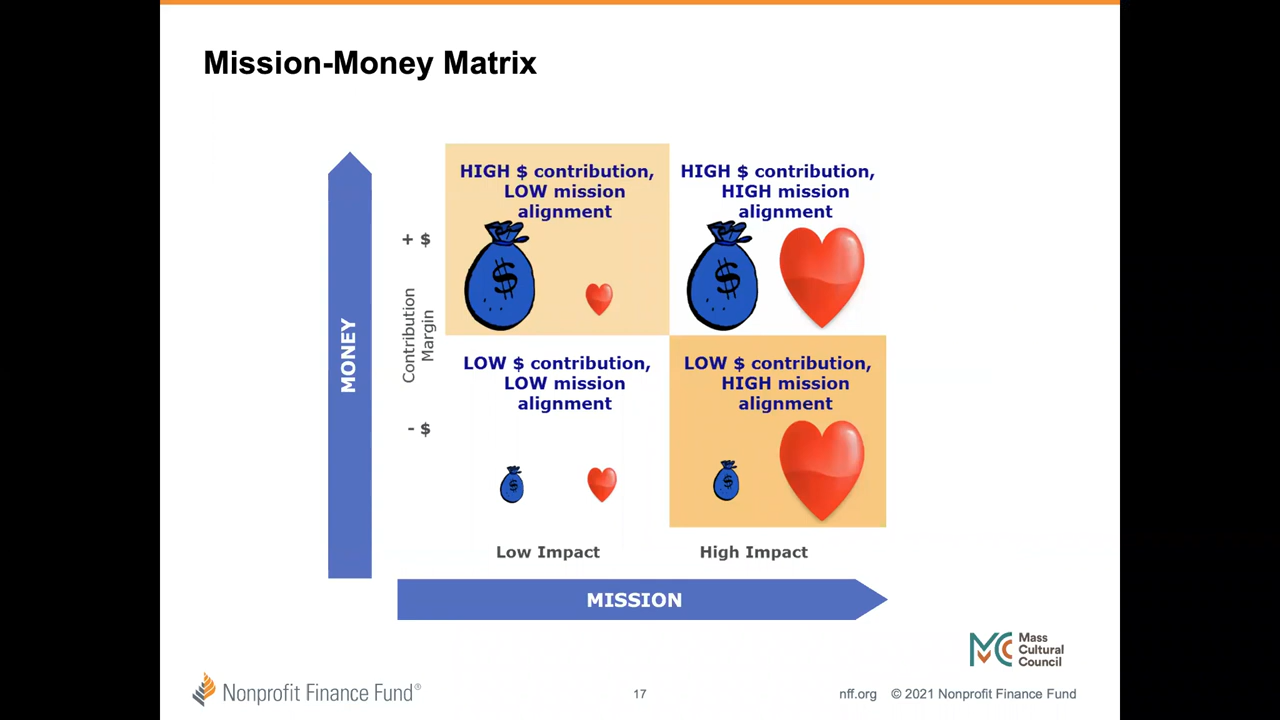 Mission-Money Matrix
HIGH $ contribution,
LOW mission
alignment
HIGH $ contribution,
HIGH mission
alignment
+ $
$
$
Contribution
Margin
MONEY
LOW $ contribution,
LOW mission
alignment
LOW $ contribution,
HIGH mission
alignment
- $
$
$
Low Impact
High Impact
MISSION
MCC
Mass
Cultural
Council
Nonprofit Finance Fund®
17
nff.org
© 2021 Nonprofit Finance Fund